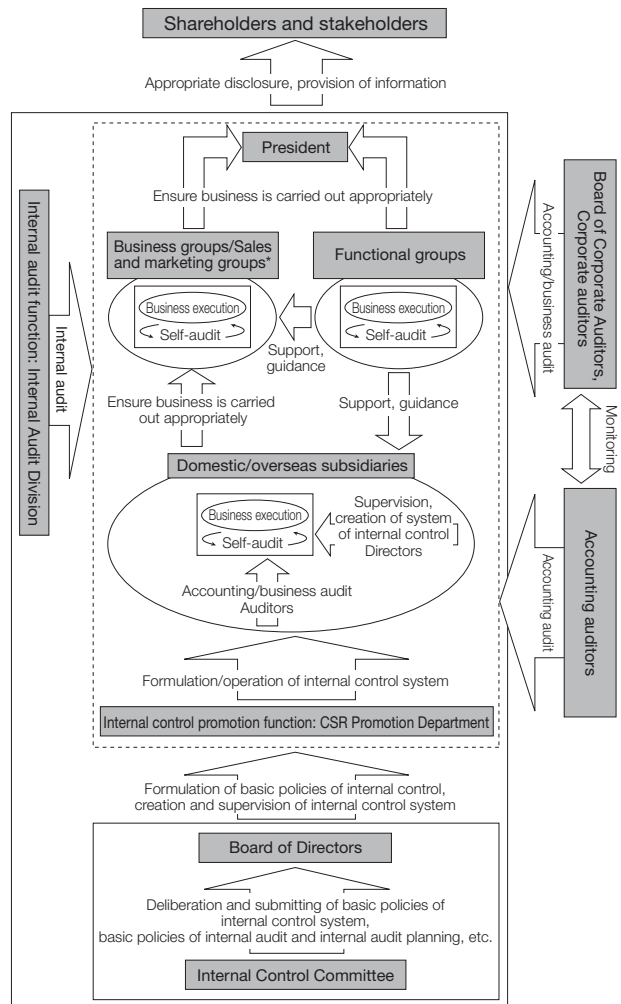 Shareholders and stakeholders
Appropriate disclosure, provision of information
President
Ensure business is carried out appropriately
Internal audit function: Internal Audit Division
Internal audit
Business groups/Sales
and marketing groups*
Business execution
Self-audit
Functional groups
Business execution
Self-audit
Support,
guidance
Ensure business is carried
out appropriately
Support, guidance
Domestic/overseas subsidiaries
Business execution
Self-audit
Supervision,
creation of system
of internal control
Directors
Accounting/business audit
Auditors
Formulation/operation of internal control system
Internal control promotion function: CSR Promotion Department
Accounting/business audit
Board of Corporate Auditors,
Corporate auditors
Monitoring
Accounting audit
Accounting auditors
Formulation of basic policies of internal control,
creation and supervision of internal control system
Board of Directors
Deliberation and submitting of basic policies of
internal control system,
basic policies of internal audit and internal audit planning, etc.
Internal Control Committee